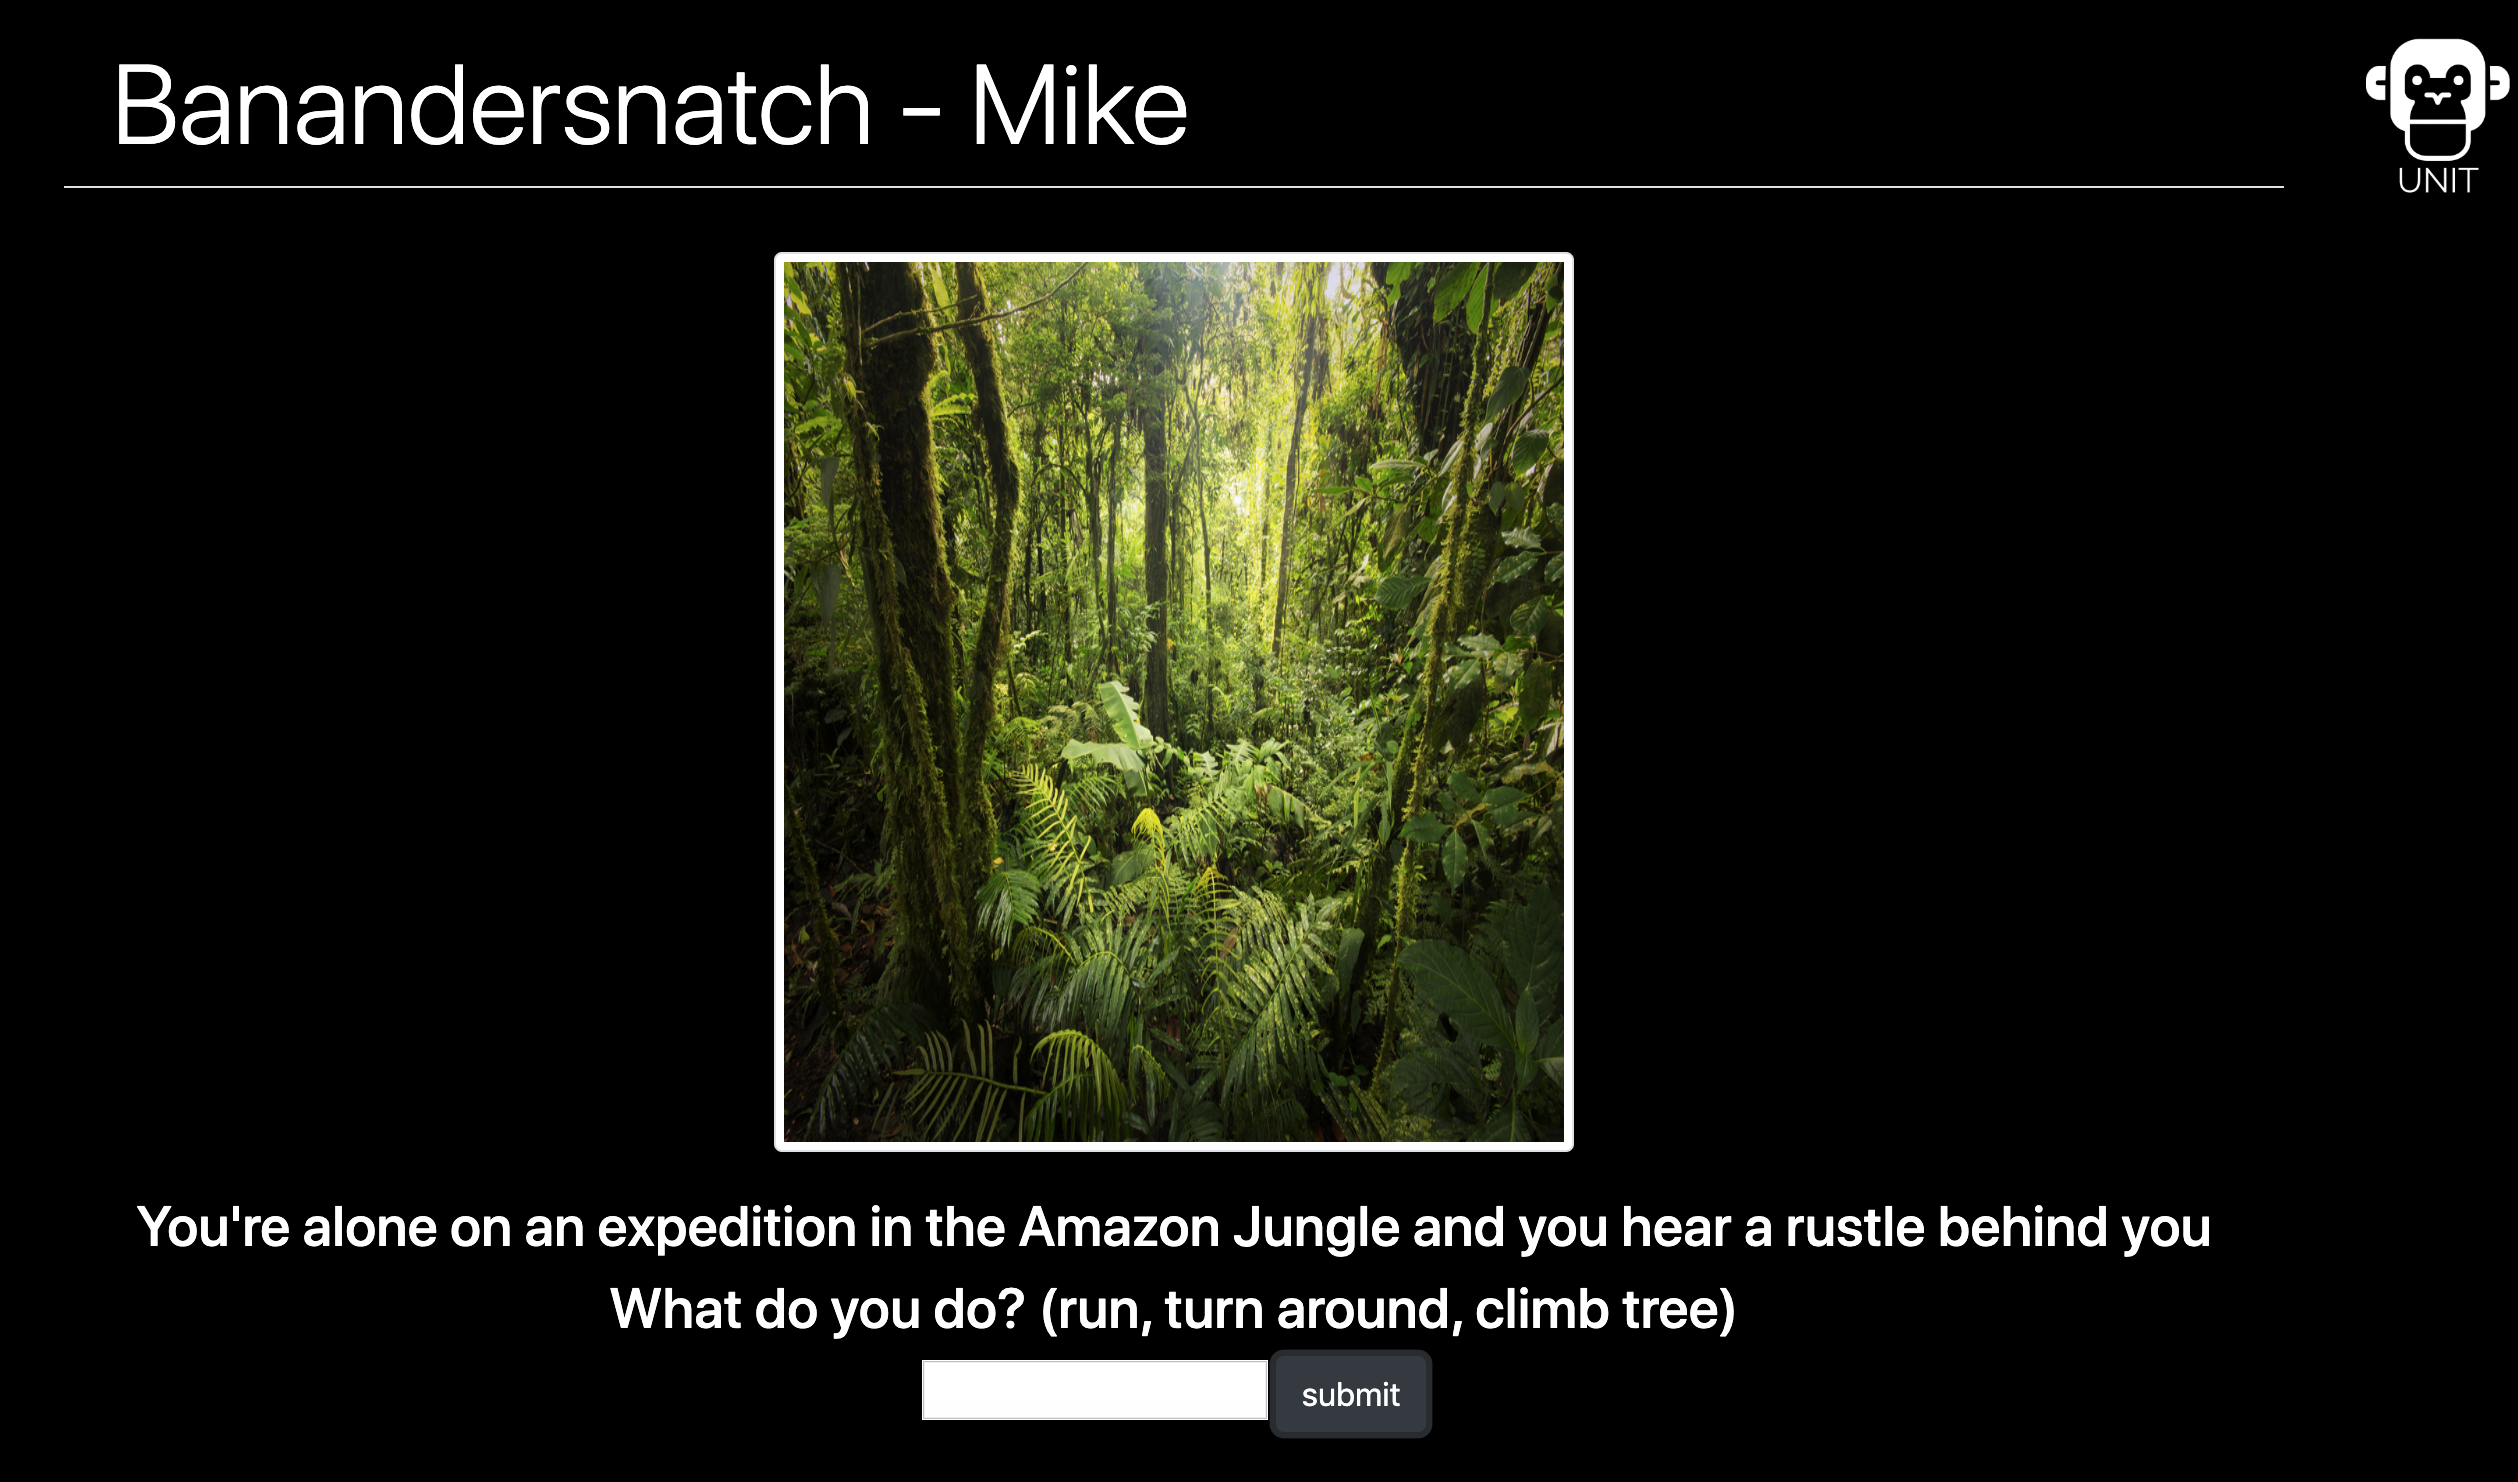 Banandersnatch - Mike
UNIT
You're alone on an expedition in the Amazon Jungle and you hear a rustle behind you
What do you do? (run, turn around, climb tree)
submit